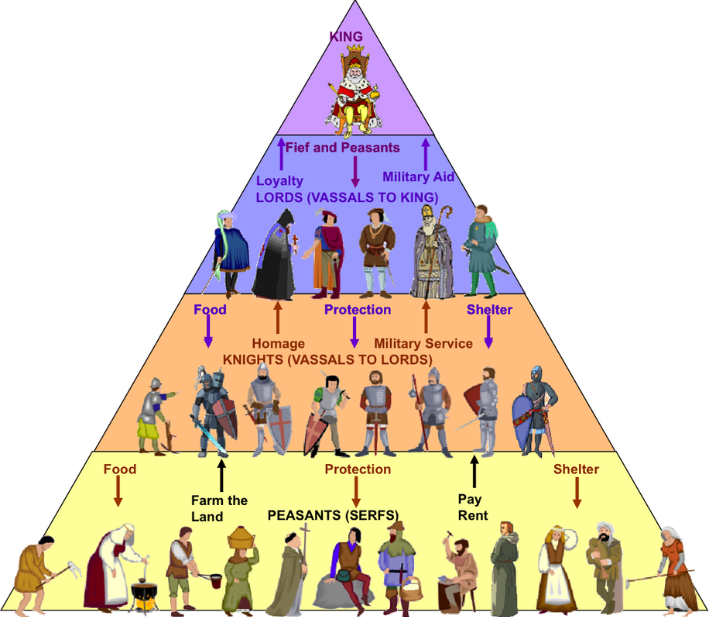 KING
Fief and Peasants
Loyalty
Military Aid
LORDS (VASSALS TO KING)
Food
Protection
Shelter
Homage
Military Service
KNIGHTS (VASSALS TO LORDS)
Food
Protection
Shelter
Farm the
Land
Pay
Rent
PEASANTS (SERFS)